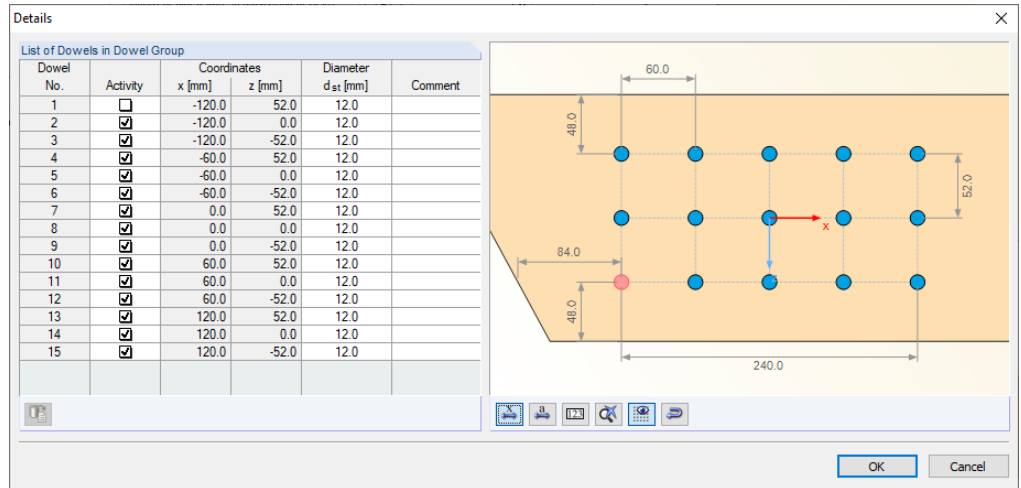 Details
List of Dowels in Dowel Group
Dowel Coordinates Diameter
No. Activity x [mm] z [mm] d st [mm] Comment
1 -120.0 52.0 12.0
2 -120.0 0.0 12.0
3 -120.0 -52.0 12.0
4 -60.0 52.0 12.0
5 -60.0 0.0 12.0
6 -60.0 -52.0 12.0
7 0.0 52.0 12.0
8 0.0 0.0 12.0
9 0.0 -52.0 12.0
10 60.0 52.0 12.0
11 60.0 0.0 12.0
12 60.0 -52.0 12.0
13 120.0 52.0 12.0
14 120.0 0.0 12.0
15 120.0 -52.0 12.0
60.0
48.0
52.0
x
84.0
48.0
240.0
x a 123
OK Cancel